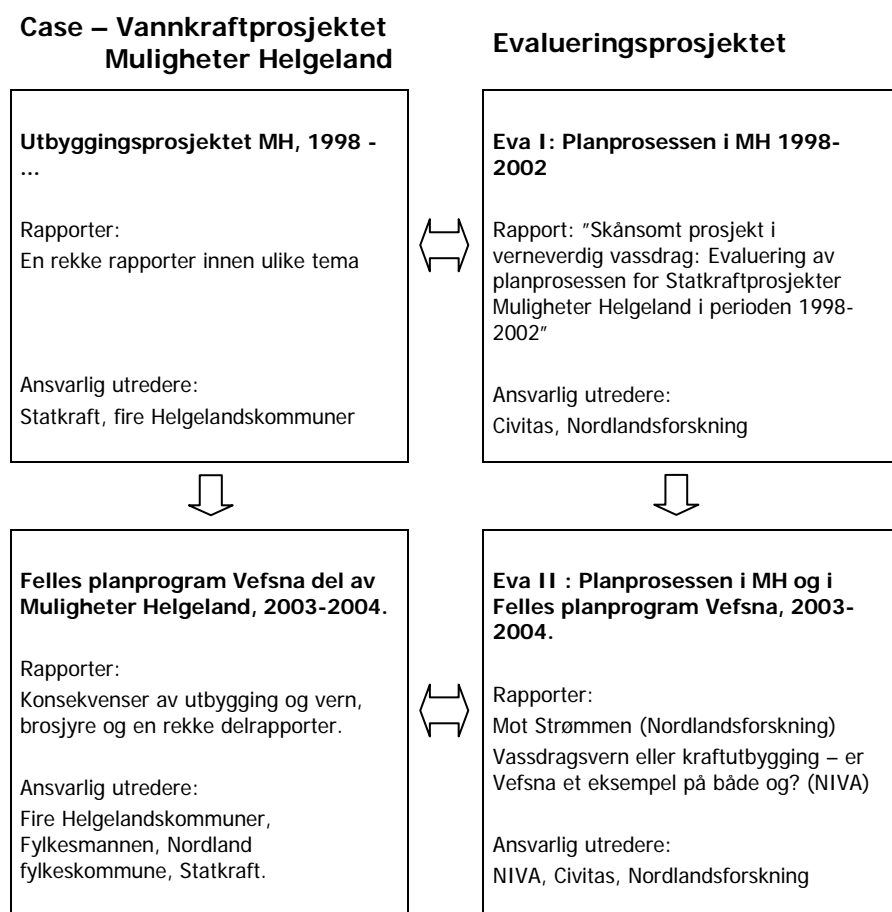 Case – Vannkraftprosjektet
Muligheter Helgeland
Evalueringsprosjektet
Utbyggingsprosjektet MH, 1998 -
...
Rapporter:
En rekke rapporter innen ulike tema
Ansvarlig utredere:
Statkraft, fire Helgelandskommuner
Eva I: Planprosessen i MH 1998-
2002
Rapport: "Skånsomt prosjekt i
verneverdig vassdrag: Evaluering av
planprosessen for Statkraftprosjekter
Muligheter Helgeland i perioden 1998-
2002"
Ansvarlig utredere:
Civitas, Nordlandsforskning
Felles planprogram Vefsna del av
Muligheter Helgeland, 2003-2004.
Rapporter:
Konsekvenser av utbygging og vern,
brosjyre og en rekke delrapporter.
Ansvarlig utredere:
Fire Helgelandskommuner,
Fylkesmannen, Nordland
fylkeskommune, Statkraft.
Eva II : Planprosessen i MH og i
Felles planprogram Vefsna, 2003-
2004.
Rapporter:
Mot Strømmen (Nordlandsforskning)
Vassdragsvern eller kraftutbygging – er
Vefsna et eksempel på både og? (NIVA)
Ansvarlig utredere:
NIVA, Civitas, Nordlandsforskning